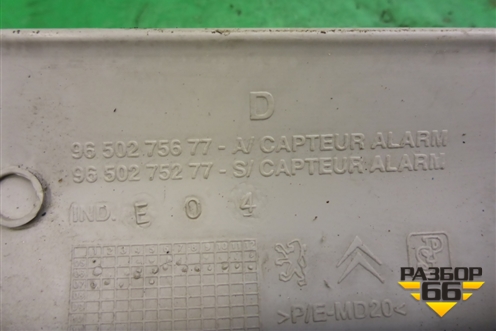 D
96 502 756 77 - A/ CAPTEUR ALARM
96 502 752 77 - S/ CAPTEUR ALARM
IND. E 0 4
>P/E-MD20<
РАЗБОР
66